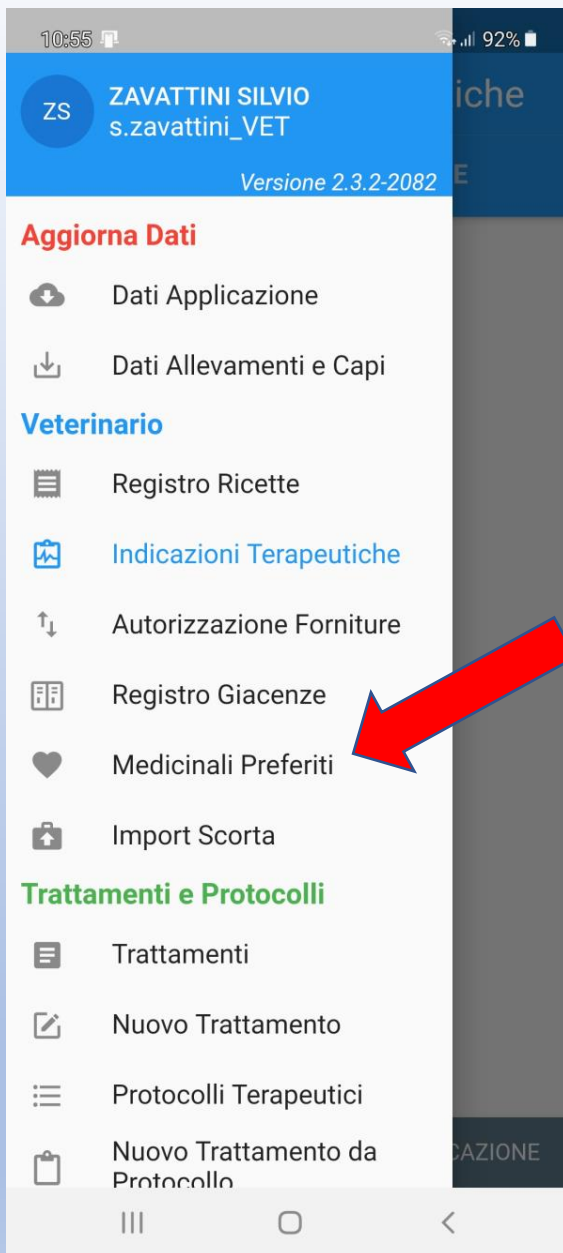 10:55
92%
iche
ZS
ZAVATTINI SILVIO
s.zavattini_VET
Versione 2.3.2-2082
E
Aggiorna Dati
Dati Applicazione
Dati Allevamenti e Capi
Veterinario
Registro Ricette
Indicazioni Terapeutiche
Autorizzazione Forniture
Registro Giacenze
Medicinali Preferiti
Import Scorta
Trattamenti e Protocolli
Trattamenti
Nuovo Trattamento
Protocolli Terapeutici
Nuovo Trattamento da
Protocollo
CAZIONE